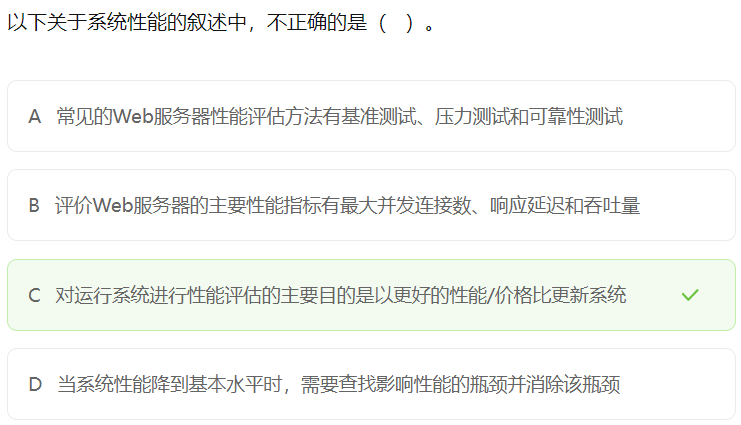 以下关于系统性能的叙述中，不正确的是（　）。
A 常见的Web服务器性能评估方法有基准测试、压力测试和可靠性测试
B 评价Web服务器的主要性能指标有最大并发连接数、响应延迟和吞吐量
C 对运行系统进行性能评估的主要目的是以更好的性能/价格比更新系统
D 当系统性能降到基本水平时，需要查找影响性能的瓶颈并消除该瓶颈